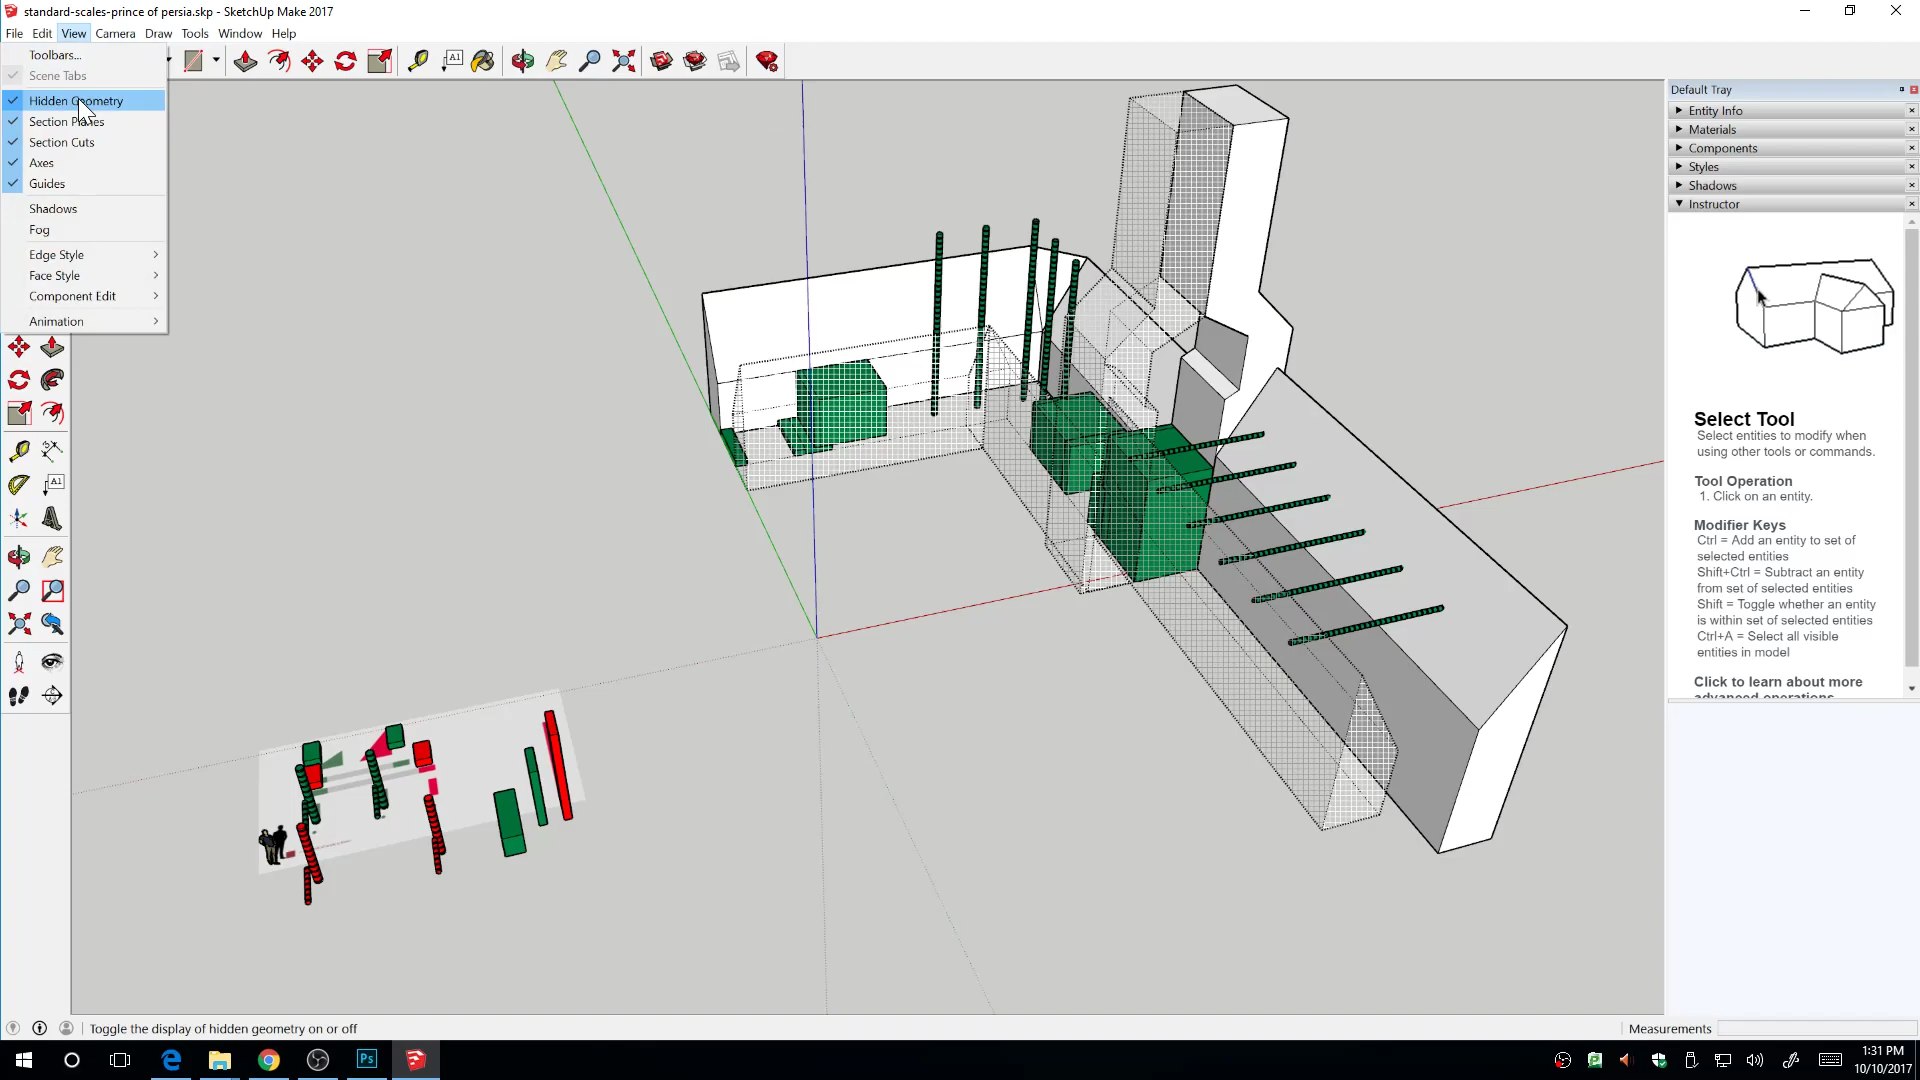 standard-scales-prince of persia.skp - SketchUp Make 2017
File Edit View Camera Draw Tools Window Help
Toolbars...
Scene Tabs
Hidden Geometry
Section Planes
Section Cuts
Axes
Guides
Shadows
Fog
Edge Style
Face Style
Component Edit
Animation
A1
A1
Default Tray
Entity Info
Materials
Components
Styles
Shadows
Instructor
Select Tool
Select entities to modify when
using other tools or commands.
Tool Operation
1. Click on an entity.
Modifier Keys
Ctrl = Add an entity to set of
selected entities
Shift+Ctrl = Subtract an entity
from set of selected entities
Shift = Toggle whether an entity
is within set of selected entities
Ctrl+A = Select all visible
entities in model
Click to learn about more
advanced operations
Toggle the display of hidden geometry on or off
Measurements
Ps
1:31 PM
10/10/2017